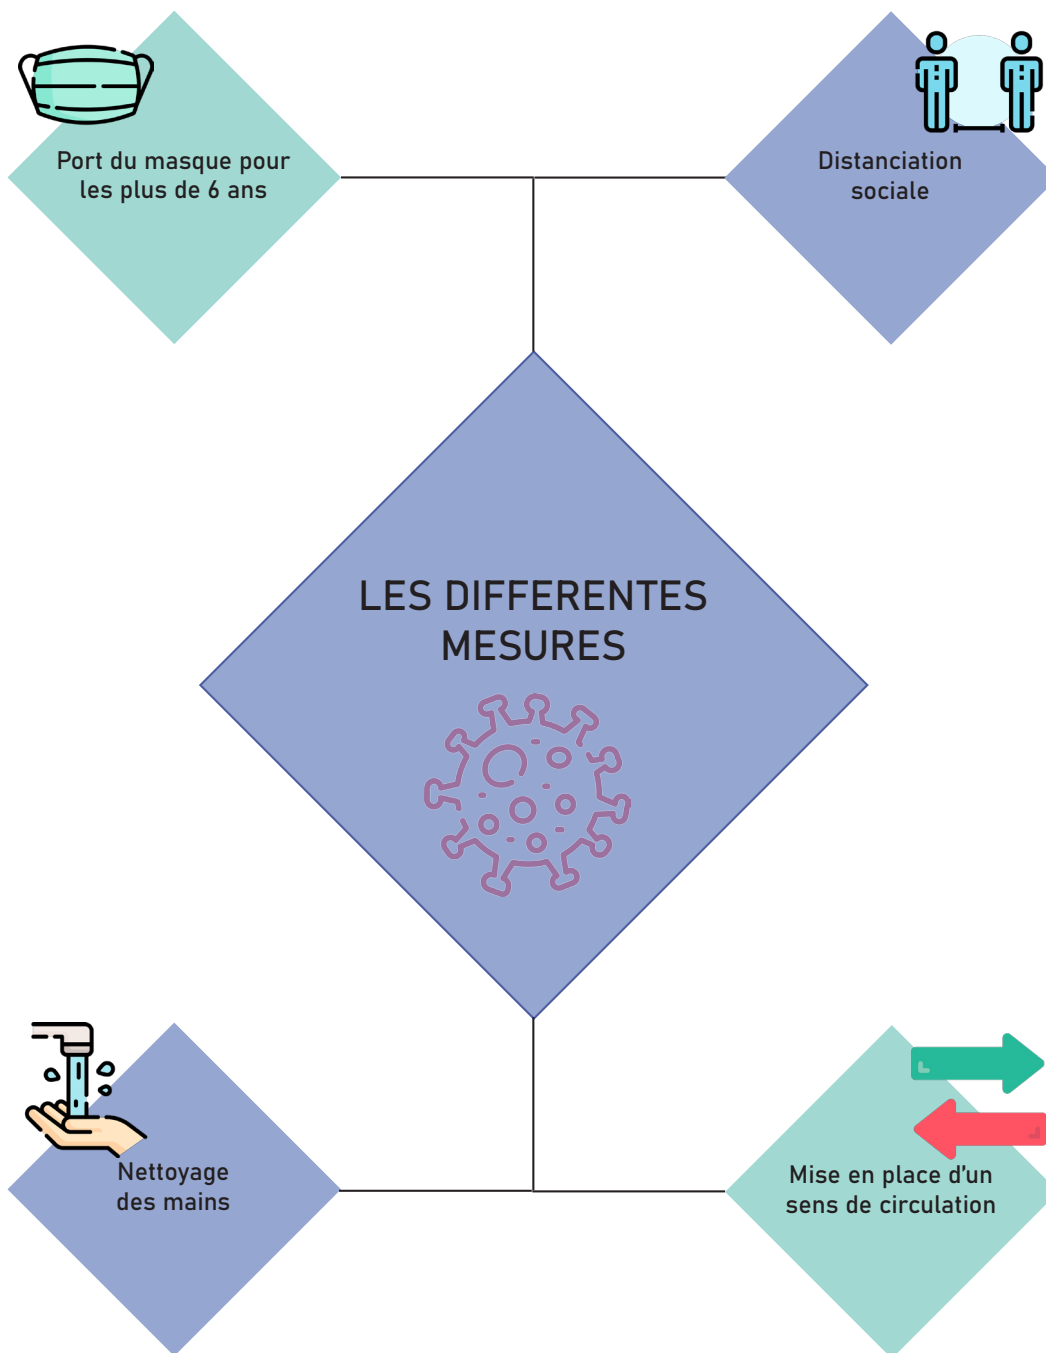 Port du masque pour
les plus de 6 ans
Distanciation
sociale
LES DIFFERENTES
MESURES
Nettoyage
des mains
Mise en place d'un
sens de circulation